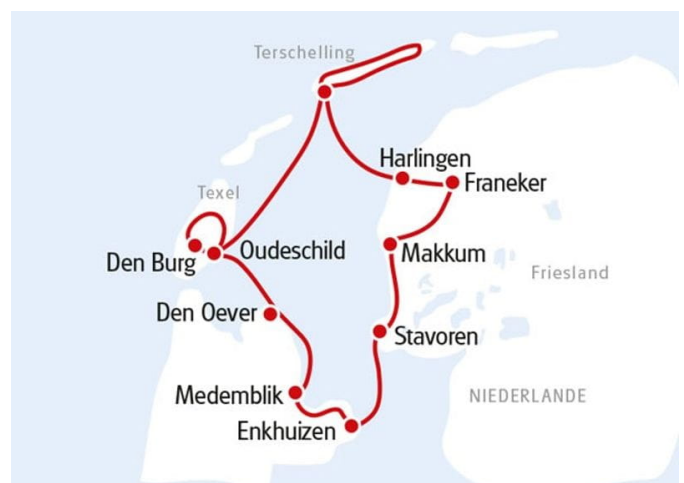 Terschelling
Harlingen
Franeker
Texel
Oudeschild
Den Burg
Makkum
Friesland
Den Oever
Stavoren
Medemblik
NIEDERLANDE
Enkhuizen